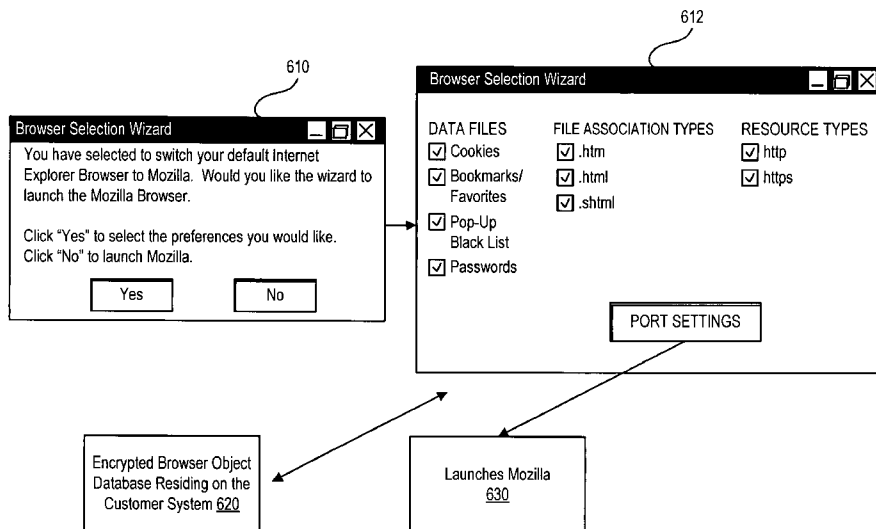 612
610
Browser Selection Wizard
Browser Selection Wizard
You have selected to switch your default Internet
Explorer Browser to Mozilla. Would you like the wizard to
launch the Mozilla Browser.
Click "Yes" to select the preferences you would like.
Click "No" to launch Mozilla.
Yes
No
DATA FILES
Cookies
Bookmarks/
Favorites
Pop-Up
Black List
Passwords
FILE ASSOCIATION TYPES
.htm
.html
.shtml
RESOURCE TYPES
http
https
PORT SETTINGS
Encrypted Browser Object
Database Residing on the
Customer System 620
Launches Mozilla
630